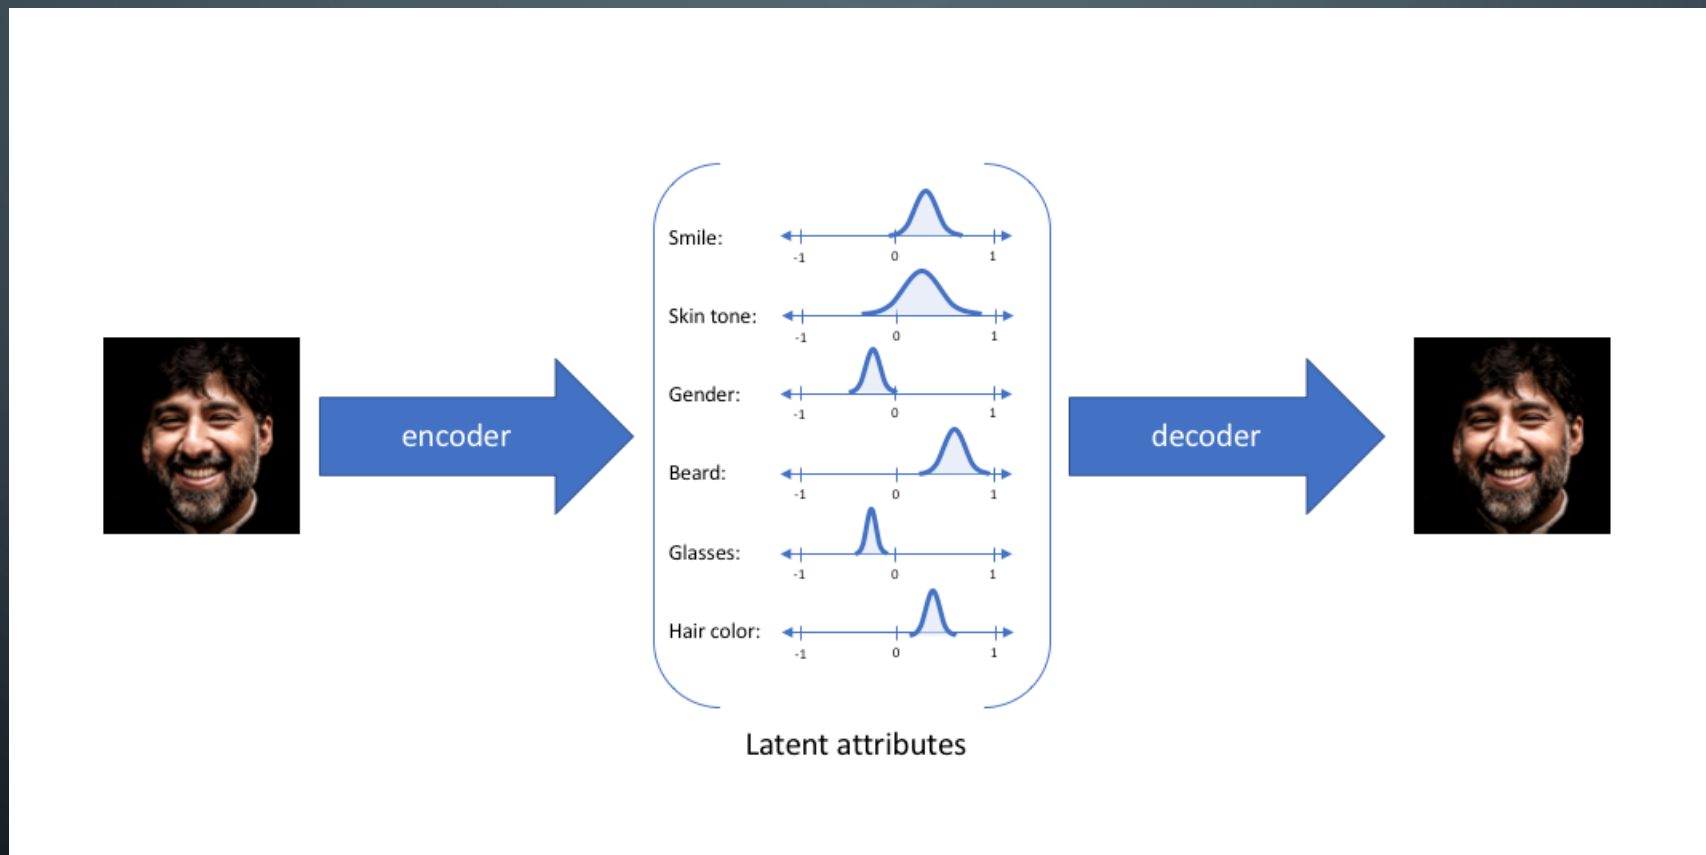 Smile:
-1 0 1
Skin tone:
-1 0 1
Gender:
-1 0 1
encoder
decoder
Beard:
-1 0 1
Glasses:
-1 0 1
Hair color:
-1 0 1
Latent attributes